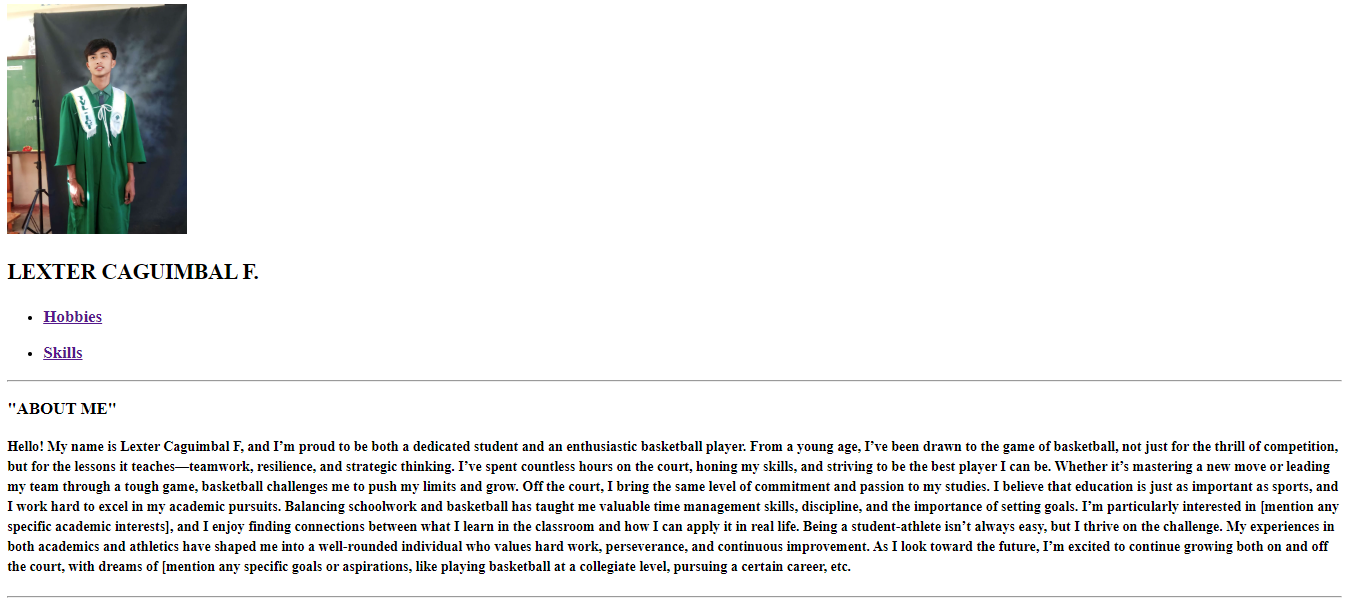 LEXTER CAGUIMBAL F.
Hobbies
Skills
"ABOUT ME"
Hello! My name is Lexter Caguimbal F, and I’m proud to be both a dedicated student and an enthusiastic basketball player. From a young age, I’ve been drawn to the game of basketball, not just for the thrill of competition,
but for the lessons it teaches—teamwork, resilience, and strategic thinking. I’ve spent countless hours on the court, honing my skills, and striving to be the best player I can be. Whether it’s mastering a new move or leading
my team through a tough game, basketball challenges me to push my limits and grow. Off the court, I bring the same level of commitment and passion to my studies. I believe that education is just as important as sports, and
I work hard to excel in my academic pursuits. Balancing schoolwork and basketball has taught me valuable time management skills, discipline, and the importance of setting goals. I’m particularly interested in [mention any
specific academic interests], and I enjoy finding connections between what I learn in the classroom and how I can apply it in real life. Being a student-athlete isn’t always easy, but I thrive on the challenge. My experiences in
both academics and athletics have shaped me into a well-rounded individual who values hard work, perseverance, and continuous improvement. As I look toward the future, I’m excited to continue growing both on and off
the court, with dreams of [mention any specific goals or aspirations, like playing basketball at a collegiate level, pursuing a certain career, etc.